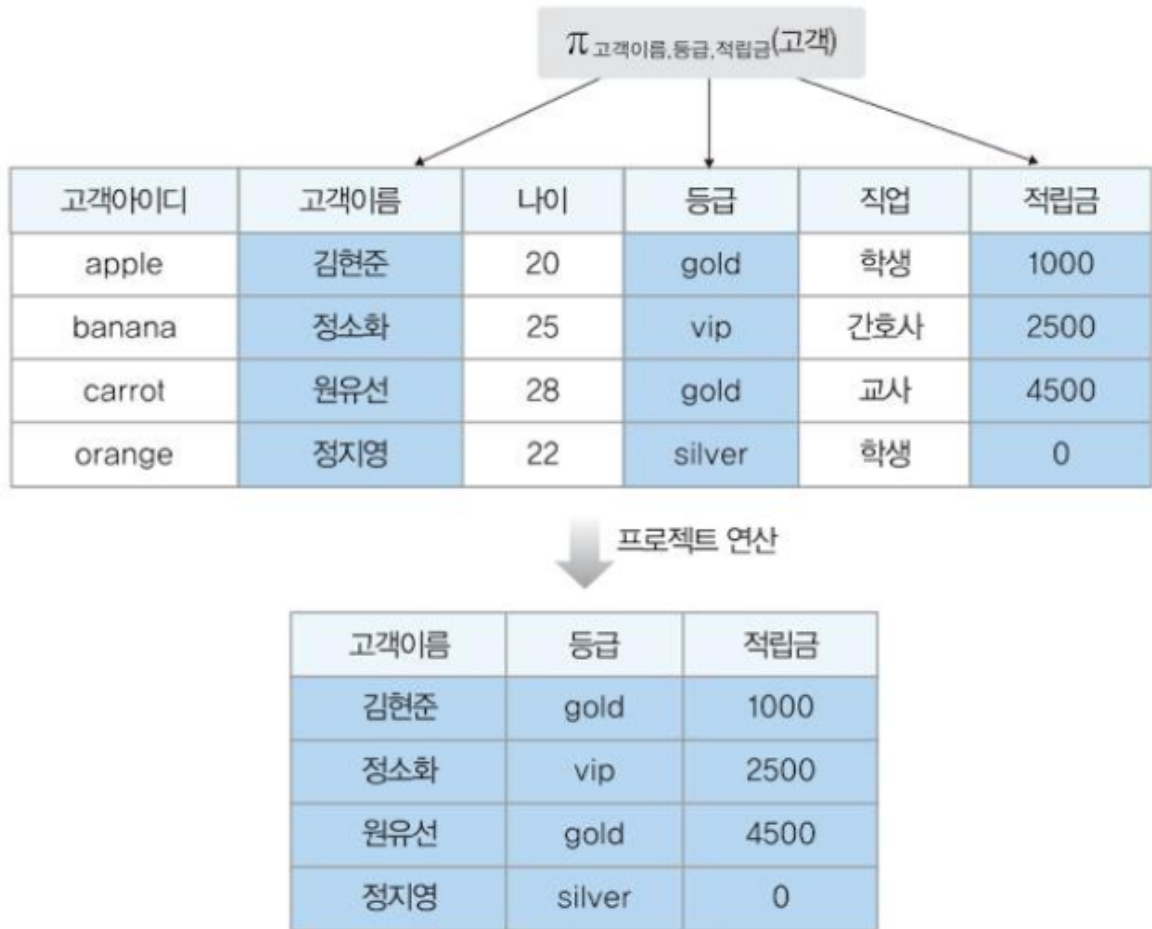 π고객이름,등급,적립금(고객)
고객아이디 고객이름 나이 등급 직업 적립금
apple 김현준 20 gold 학생 1000
banana 정소화 25 vip 간호사 2500
carrot 원유선 28 gold 교사 4500
orange 정지영 22 silver 학생 0
프로젝트 연산
고객이름 등급 적립금
김현준 gold 1000
정소화 vip 2500
원유선 gold 4500
정지영 silver 0